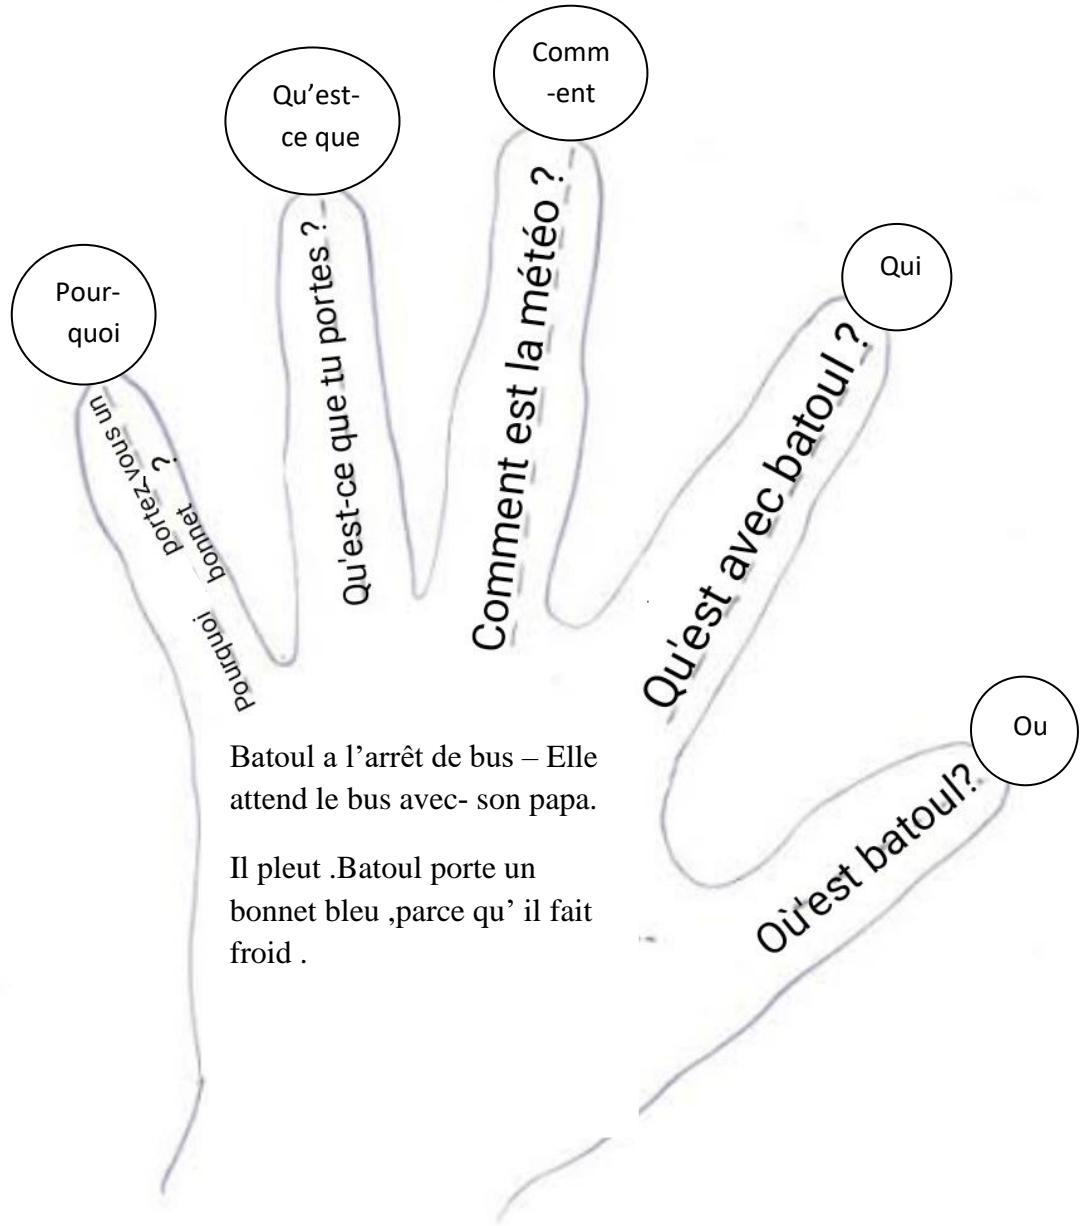 Pour-
quoi
Pourquoi
portez vous un
bonnet
?
Qu’est-
ce que
Qu'est-ce que tu portes ?
Comm
-ent
Comment est la météo ?
Qui
Qu'est avec batoul ?
Ou
Où'est batoul?
Batoul a l’arrêt de bus – Elle
attend le bus avec- son papa.
Il pleut .Batoul porte un
bonnet bleu ,parce qu’ il fait
froid .